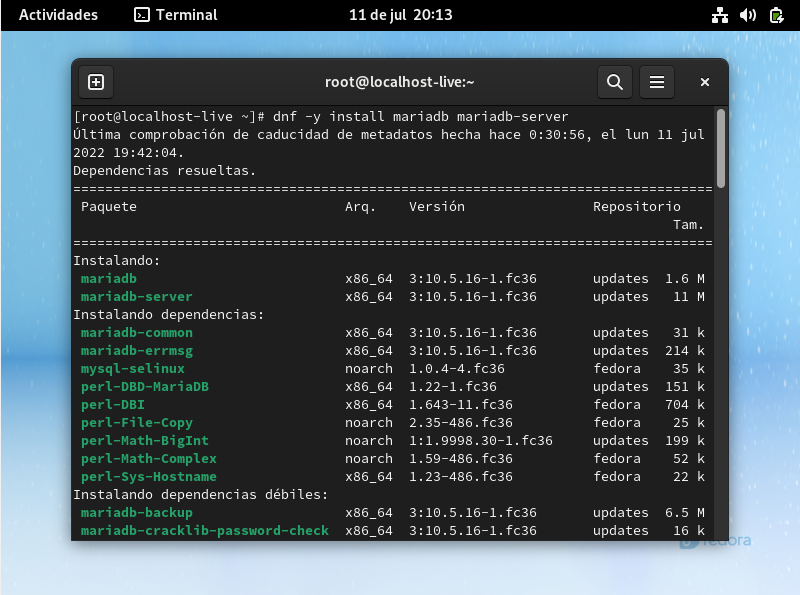 Actividades Terminal 11 de jul 20:13
root@localhost-live:~
[root@localhost-live ~]# dnf -y install mariadb mariadb-server
Última comprobación de caducidad de metadatos hecha hace 0:30:56, el lun 11 jul
2022 19:42:04.
Dependencias resueltas.
================================================================================
Paquete Arq. Versión Repositorio
Tam.
================================================================================
Instalando:
mariadb x86_64 3:10.5.16-1.fc36 updates 1.6 M
mariadb-server x86_64 3:10.5.16-1.fc36 updates 11 M
Instalando dependencias:
mariadb-common x86_64 3:10.5.16-1.fc36 updates 31 k
mariadb-errmsg x86_64 3:10.5.16-1.fc36 updates 214 k
mysql-selinux noarch 1.0.4-4.fc36 fedora 35 k
perl-DBD-MariaDB x86_64 1.22-1.fc36 updates 151 k
perl-DBI x86_64 1.643-11.fc36 fedora 704 k
perl-File-Copy noarch 2.35-486.fc36 fedora 25 k
perl-Math-BigInt noarch 1:1.9998.30-1.fc36 updates 199 k
perl-Math-Complex noarch 1.59-486.fc36 fedora 52 k
perl-Sys-Hostname x86_64 1.23-486.fc36 fedora 22 k
Instalando dependencias débiles:
mariadb-backup x86_64 3:10.5.16-1.fc36 updates 6.5 M
mariadb-cracklib-password-check x86_64 3:10.5.16-1.fc36 updates 16 k
fedora